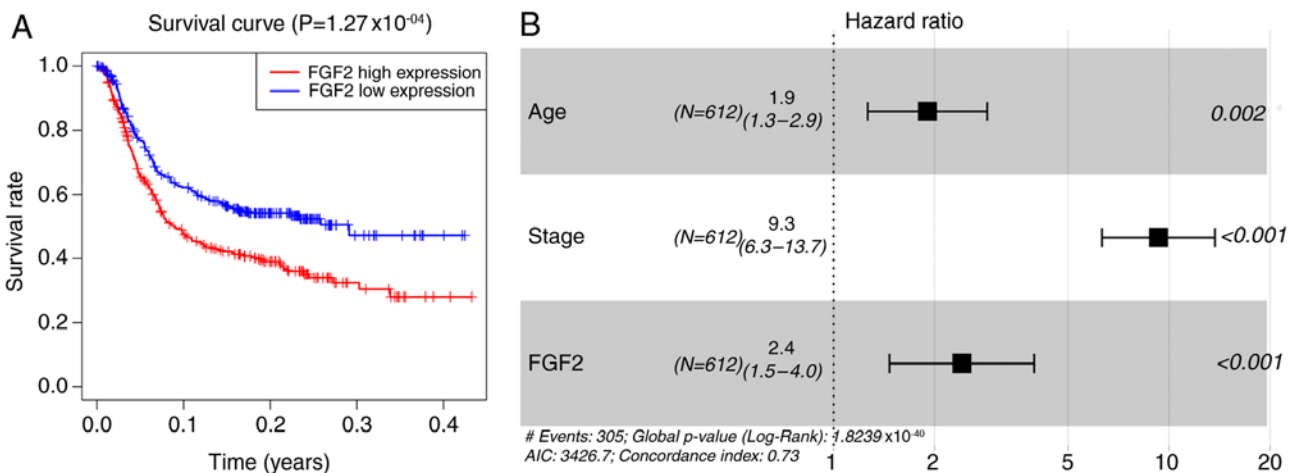 A
Survival curve (P=1.27 x10⁻⁰⁴)
FGF2 high expression
FGF2 low expression
Survival rate
1.0
0.8
0.6
0.4
0.2
0.0
0.0 0.1 0.2 0.3 0.4
Time (years)
B
Hazard ratio
Age (N=612) 1.9 (1.3–2.9) 0.002
Stage (N=612) 9.3 (6.3–13.7) <0.001
FGF2 (N=612) 2.4 (1.5–4.0) <0.001
# Events: 305; Global p-value (Log-Rank): 1.8239 x10⁻⁴⁰
AIC: 3426.7; Concordance index: 0.73
1 2 5 10 20